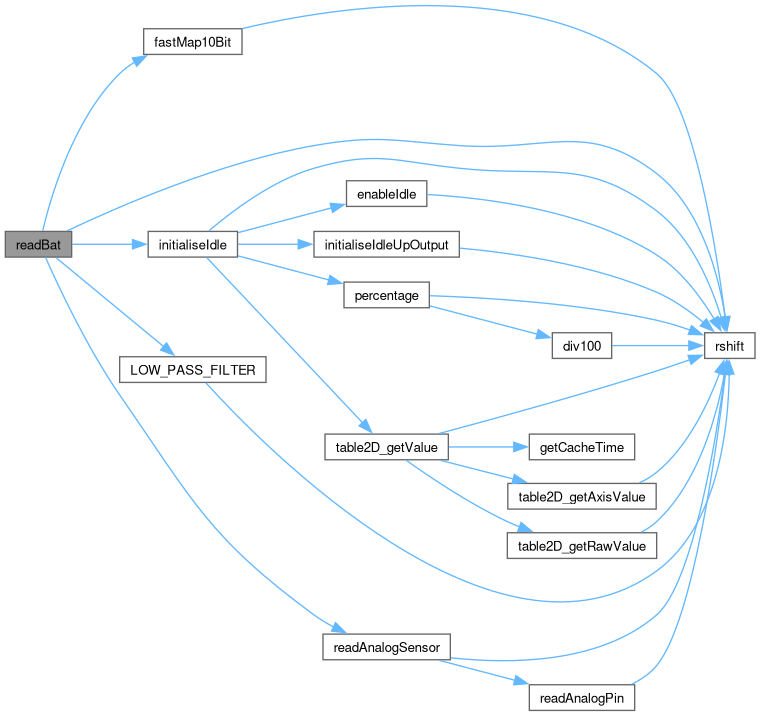 fastMap10Bit
enableIdle
readBat
initialiseIdle
initialiseIdleUpOutput
percentage
div100
rshift
LOW_PASS_FILTER
table2D_getValue
getCacheTime
table2D_getAxisValue
table2D_getRawValue
readAnalogSensor
readAnalogPin